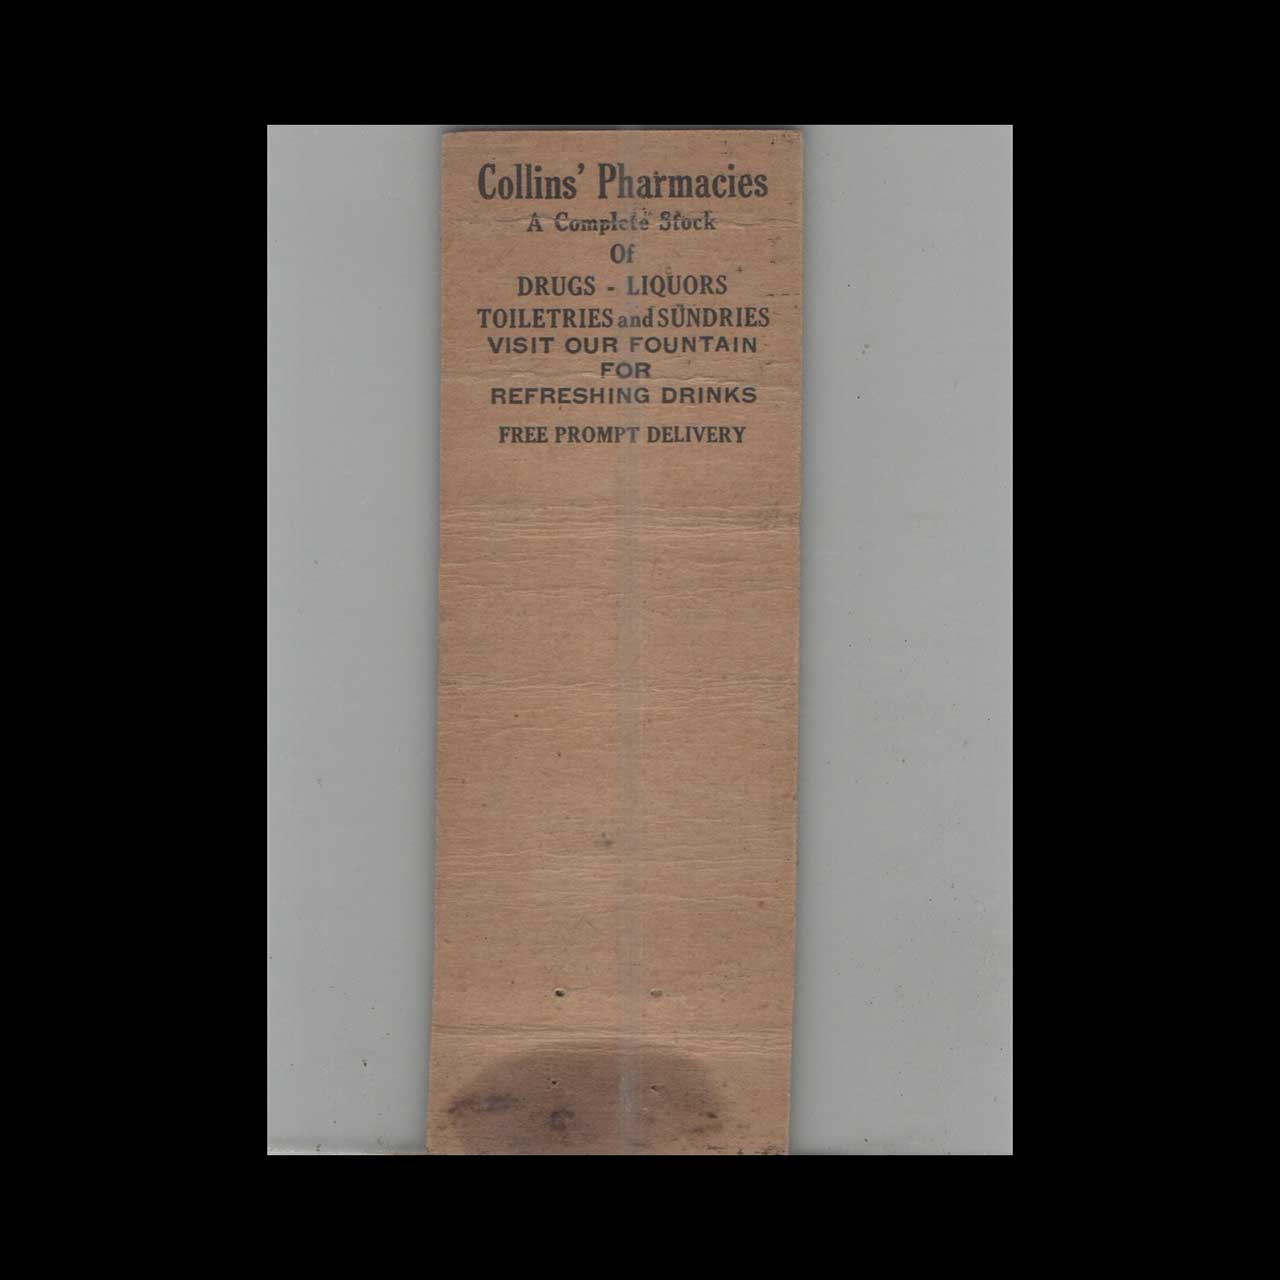 Collins' Pharmacies
A Complete Stock
Of
DRUGS - LIQUORS
TOILETRIES and SUNDRIES
VISIT OUR FOUNTAIN
FOR
REFRESHING DRINKS
FREE PROMPT DELIVERY